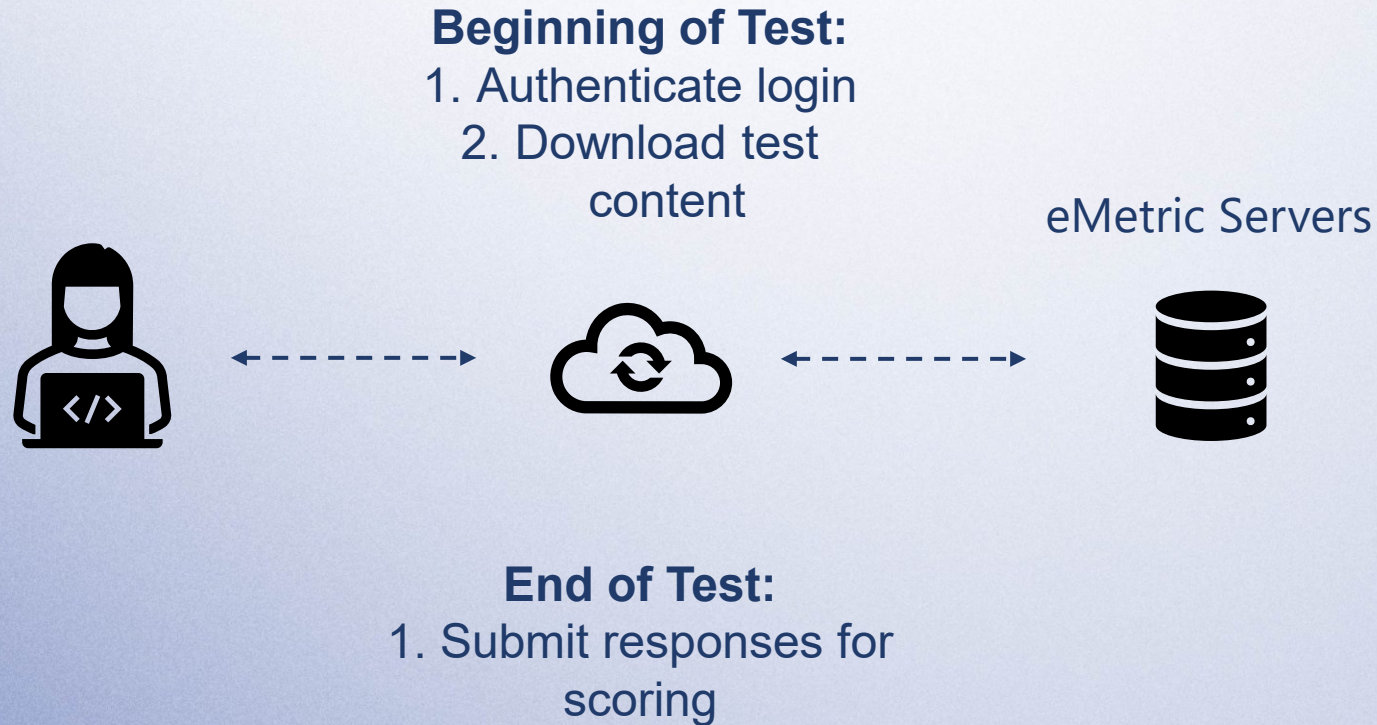 Beginning of Test:
1. Authenticate login
2. Download test
content
eMetric Servers
</>
End of Test:
1. Submit responses for
scoring